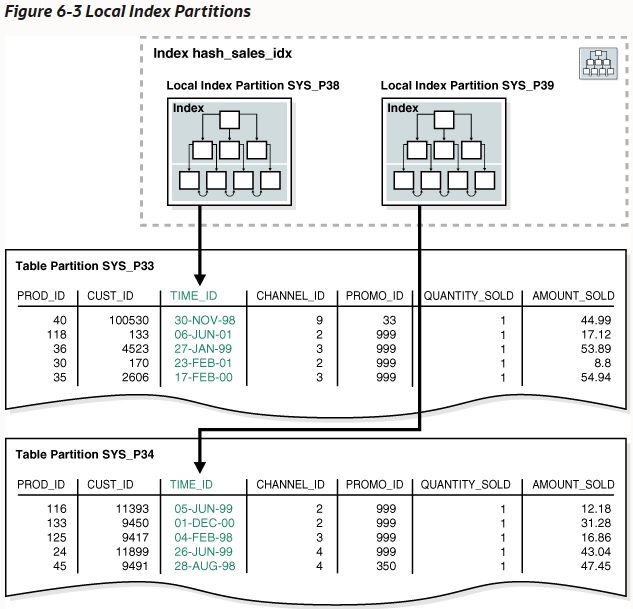 Figure 6-3 Local Index Partitions
Index hash_sales_idx
Local Index Partition SYS_P38 Local Index Partition SYS_P39
Index Index
Table Partition SYS_P33
PROD_ID CUST_ID TIME_ID CHANNEL_ID PROMO_ID QUANTITY_SOLD AMOUNT_SOLD
40 100530 30-NOV-98 9 33 1 44.99
118 133 06-JUN-01 2 999 1 17.12
36 4523 27-JAN-99 3 999 1 53.89
30 170 23-FEB-01 2 999 1 8.8
35 2606 17-FEB-00 3 999 1 54.94
Table Partition SYS_P34
PROD_ID CUST_ID TIME_ID CHANNEL_ID PROMO_ID QUANTITY_SOLD AMOUNT_SOLD
116 11393 05-JUN-99 2 999 1 12.18
133 9450 01-DEC-00 2 999 1 31.28
125 9417 04-FEB-98 3 999 1 16.86
24 11899 26-JUN-99 4 999 1 43.04
45 9491 28-AUG-98 4 350 1 47.45